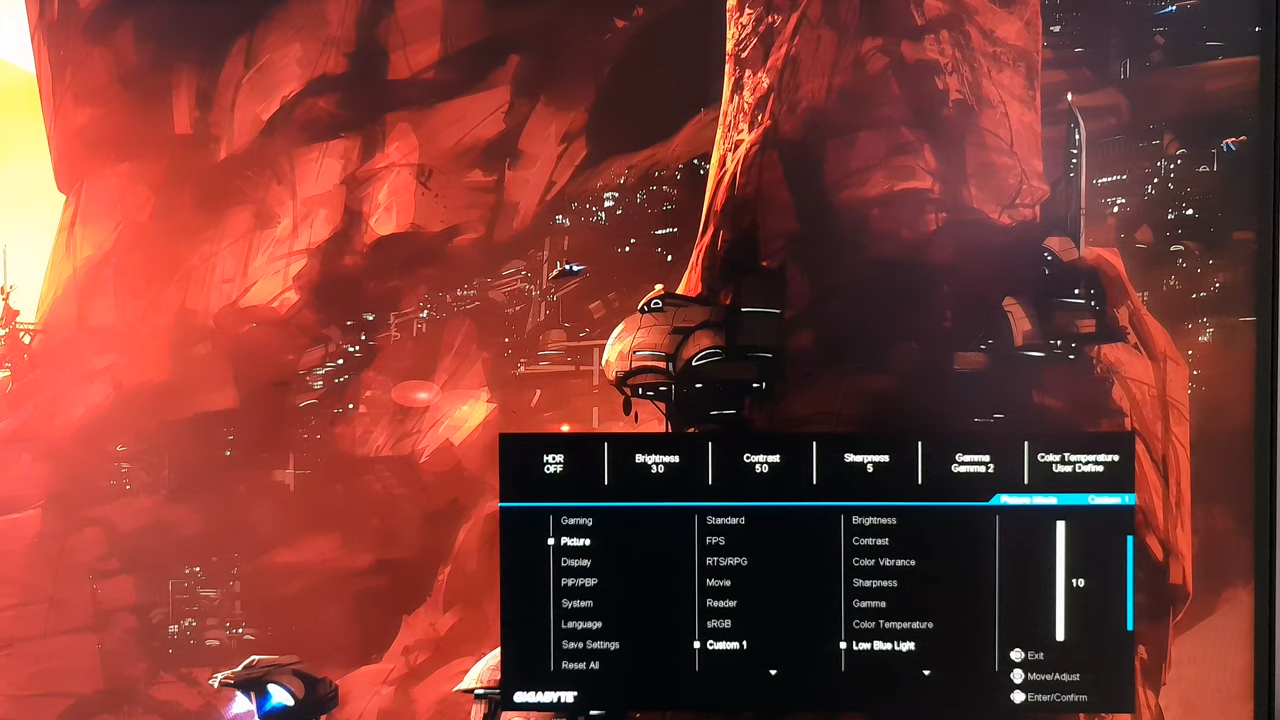 HDR
OFF
Brightness
30
Contrast
50
Sharpness
5
Gamma
Gamma 2
Color Temperature
User Define
Picture Mode Custom 1
Gaming
Picture
Display
PIP/PBP
System
Language
Save Settings
Reset All
Standard
FPS
RTS/RPG
Movie
Reader
sRGB
Custom 1
Brightness
Contrast
Color Vibrance
Sharpness
Gamma
Color Temperature
Low Blue Light
10
Exit
Move/Adjust
Enter/Confirm
GIGABYTE